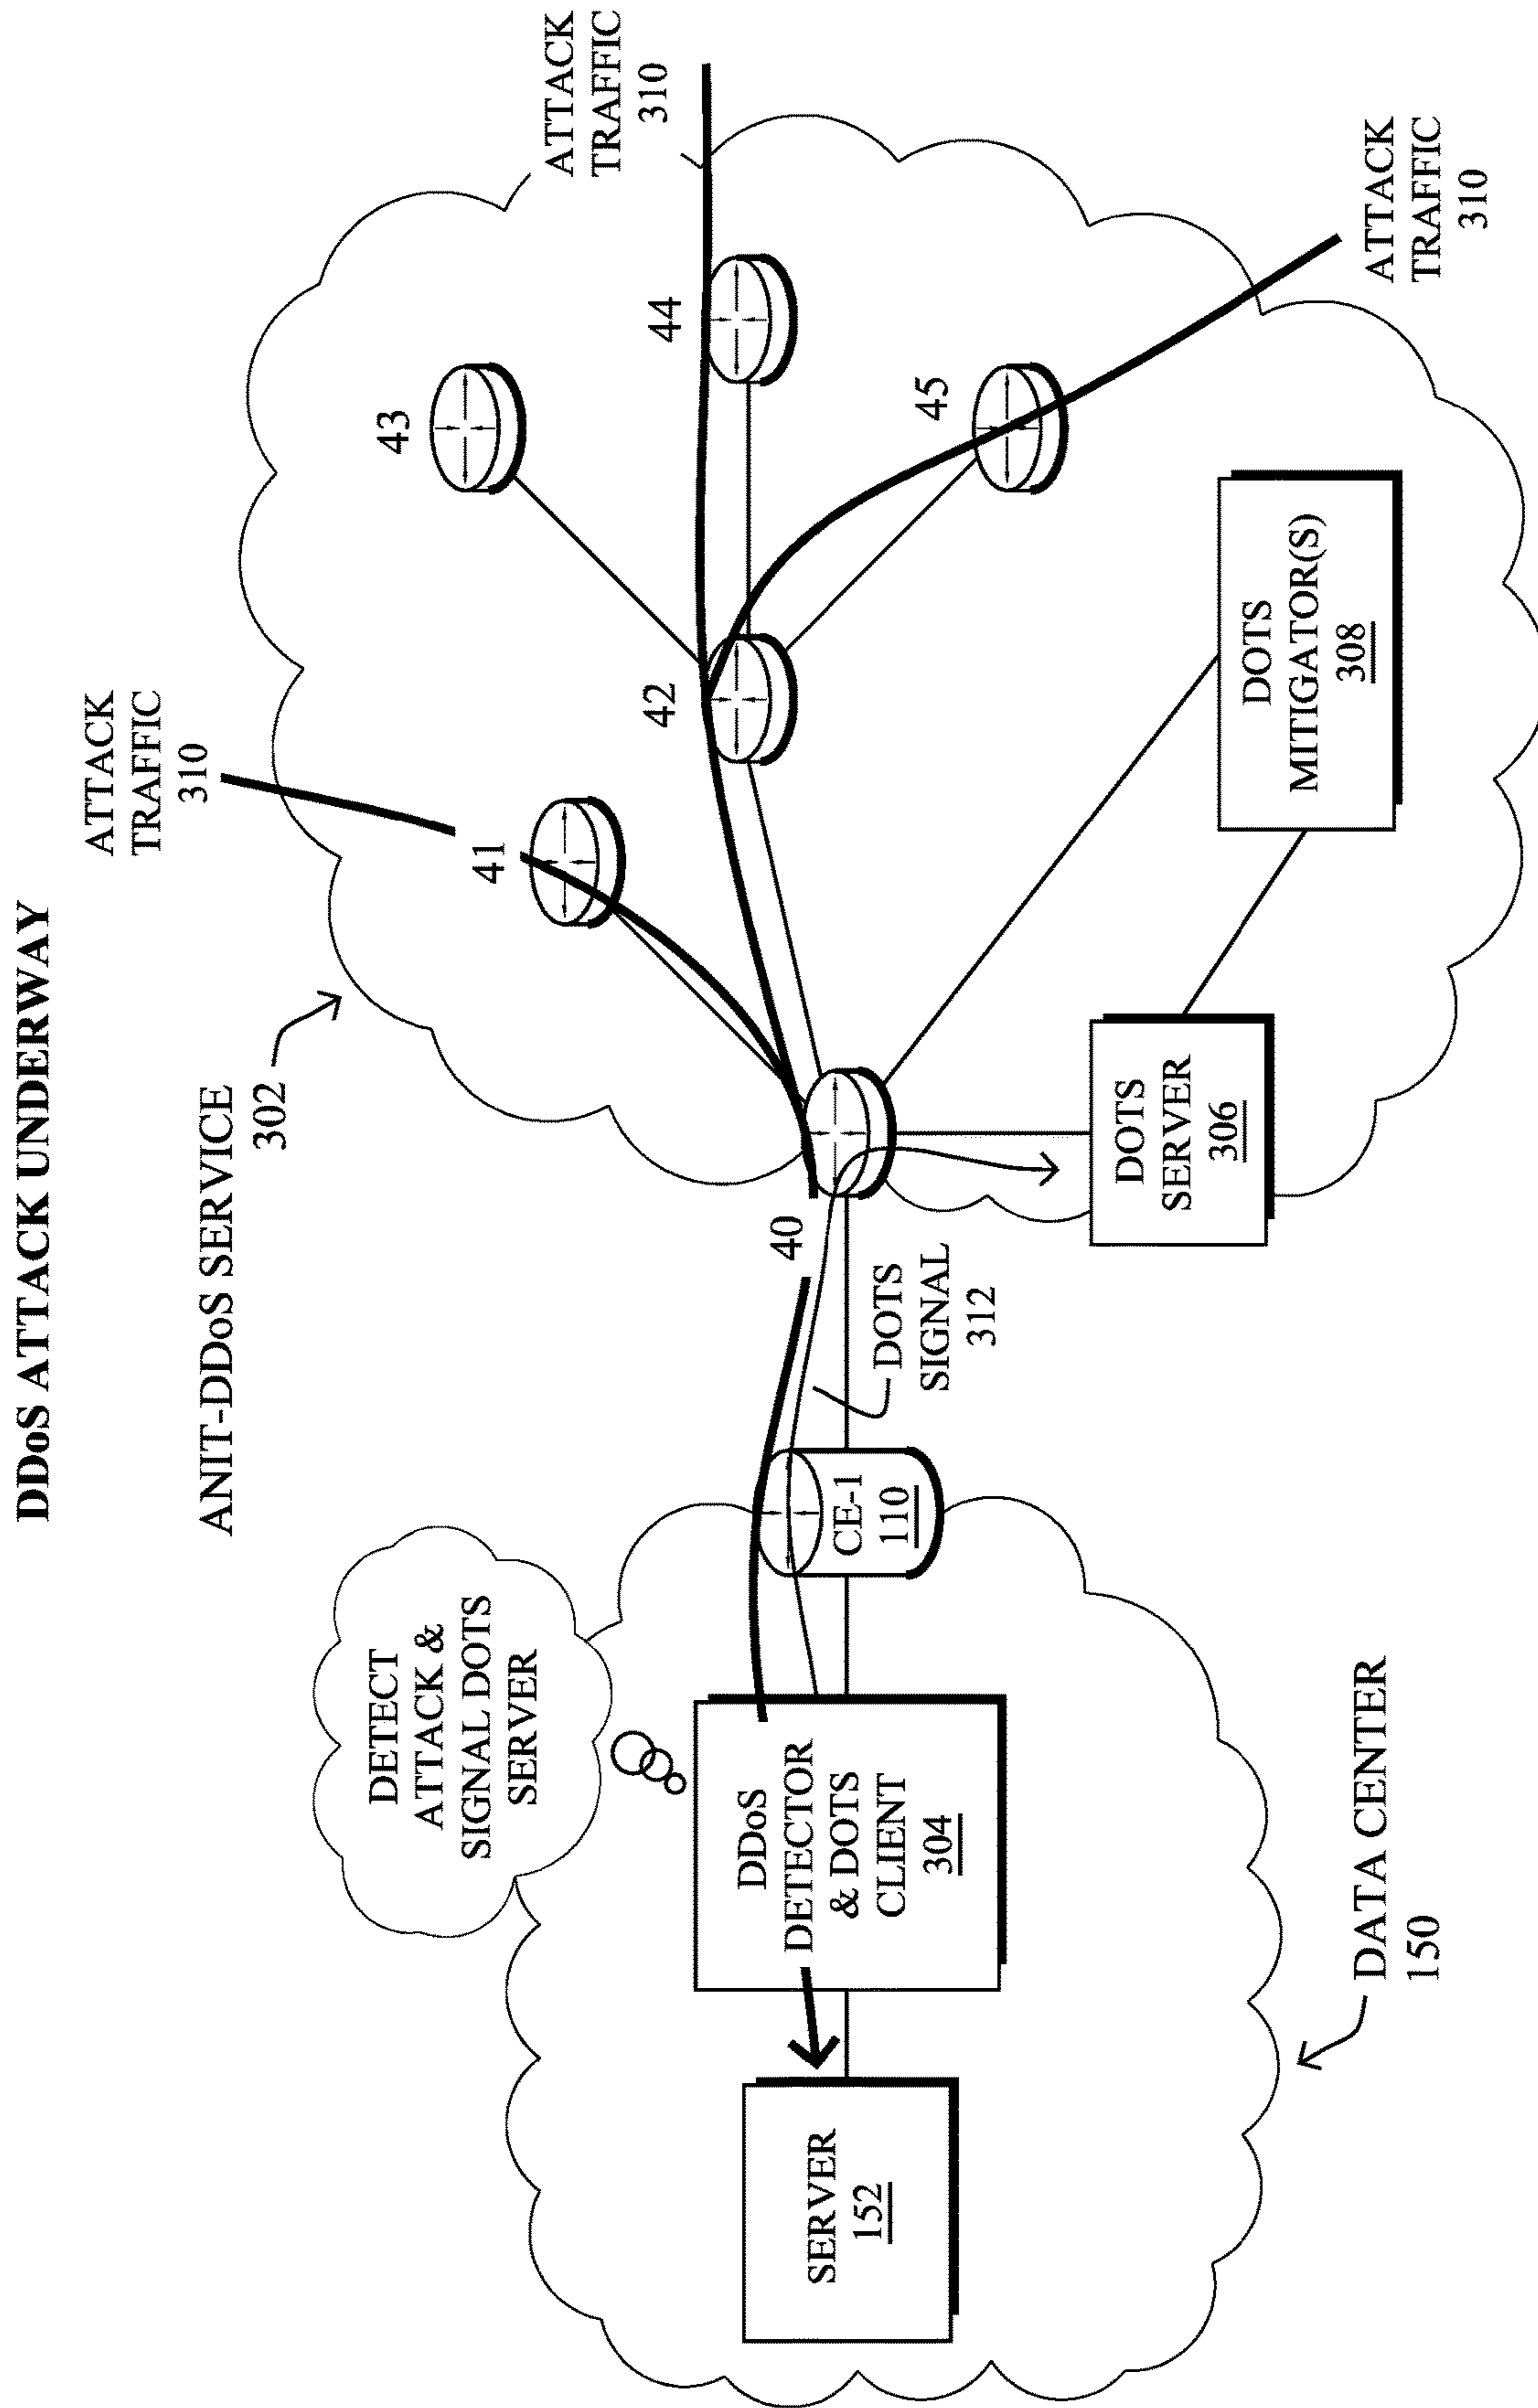 DDoS ATTACK UNDERWAY
ANIT-DDoS SERVICE
302
DETECT
ATTACK &
SIGNAL DOTS
SERVER
ATTACK
TRAFFIC
310
ATTACK
TRAFFIC
310
ATTACK
TRAFFIC
310
41
42
43
44
45
40
SERVER
152
DDoS
DETECTOR
& DOTS
CLIENT
304
CE-1
110
DOTS
SIGNAL
312
DOTS
SERVER
306
DOTS
MITIGATOR(S)
308
DATA CENTER
150